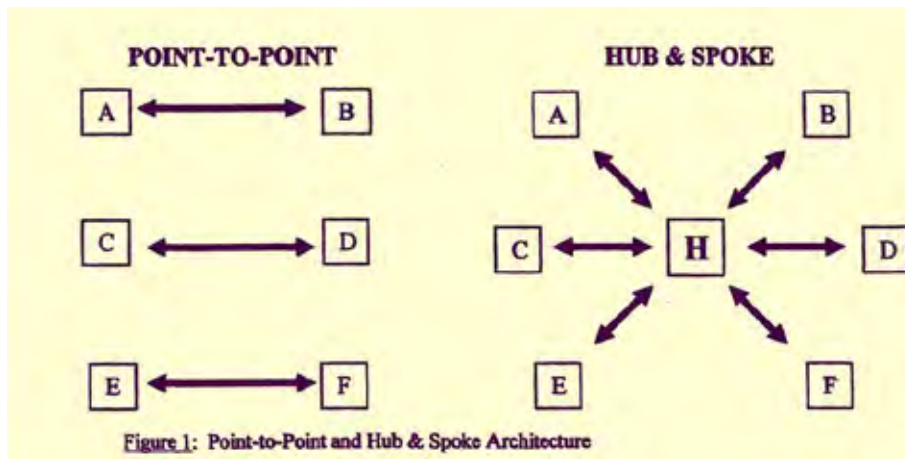 POINT-TO-POINT HUB & SPOKE
A B A B
C D C H D
E F E F
Figure 1: Point-to-Point and Hub & Spoke Architecture